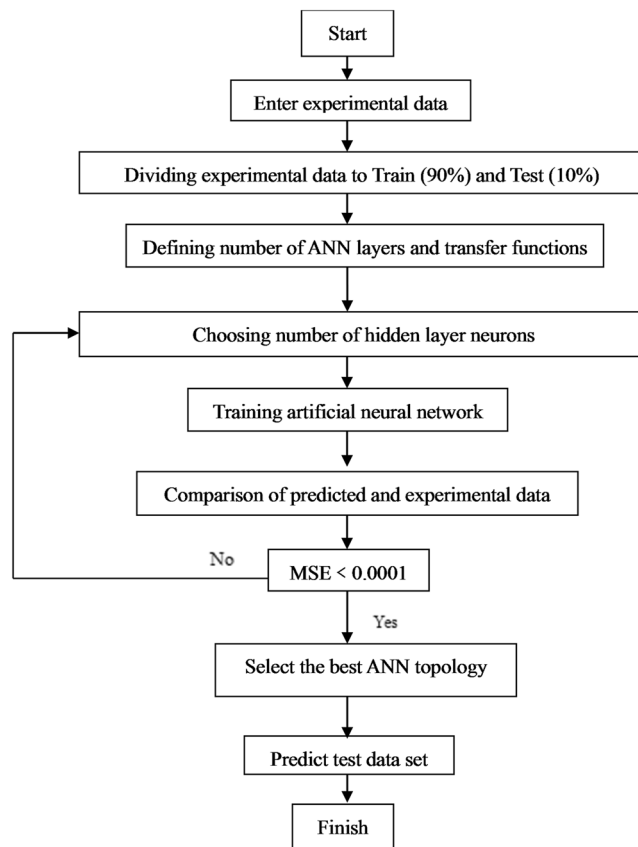 Start
Enter experimental data
Dividing experimental data to Train (90%) and Test (10%)
Defining number of ANN layers and transfer functions
Choosing number of hidden layer neurons
Training artificial neural network
Comparison of predicted and experimental data
No
MSE < 0.0001
Yes
Select the best ANN topology
Predict test data set
Finish